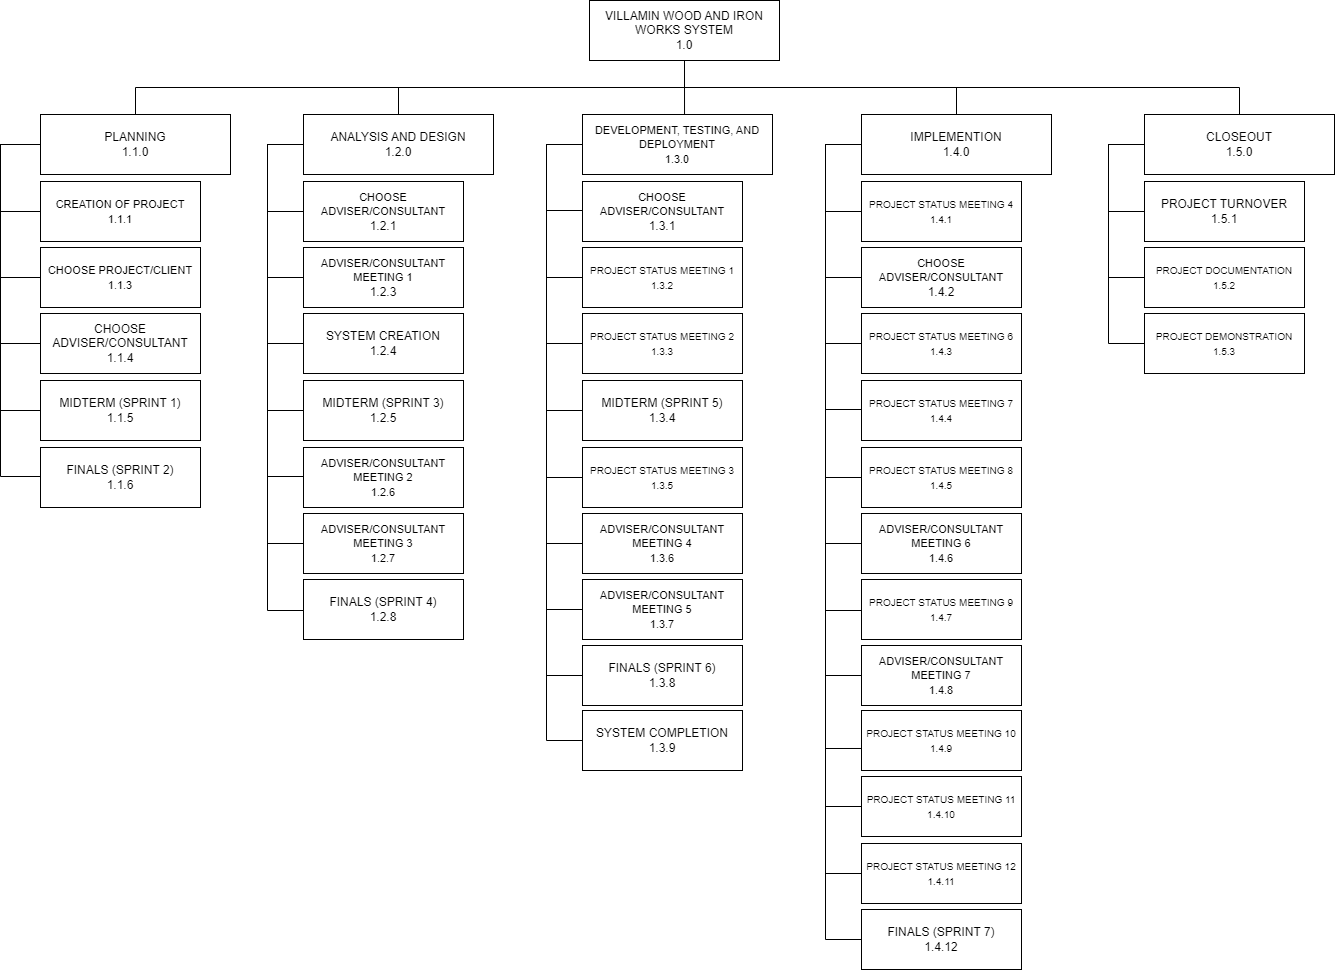 VILLAMIN WOOD AND IRON
WORKS SYSTEM
1.0
PLANNING
1.1.0
CREATION OF PROJECT
1.1.1
CHOOSE PROJECT/CLIENT
1.1.3
CHOOSE
ADVISER/CONSULTANT
1.1.4
MIDTERM (SPRINT 1)
1.1.5
FINALS (SPRINT 2)
1.1.6
ANALYSIS AND DESIGN
1.2.0
CHOOSE
ADVISER/CONSULTANT
1.2.1
ADVISER/CONSULTANT
MEETING 1
1.2.3
SYSTEM CREATION
1.2.4
MIDTERM (SPRINT 3)
1.2.5
ADVISER/CONSULTANT
MEETING 2
1.2.6
ADVISER/CONSULTANT
MEETING 3
1.2.7
FINALS (SPRINT 4)
1.2.8
DEVELOPMENT, TESTING, AND
DEPLOYMENT
1.3.0
CHOOSE
ADVISER/CONSULTANT
1.3.1
PROJECT STATUS MEETING 1
1.3.2
PROJECT STATUS MEETING 2
1.3.3
MIDTERM (SPRINT 5)
1.3.4
PROJECT STATUS MEETING 3
1.3.5
ADVISER/CONSULTANT
MEETING 4
1.3.6
ADVISER/CONSULTANT
MEETING 5
1.3.7
FINALS (SPRINT 6)
1.3.8
SYSTEM COMPLETION
1.3.9
IMPLEMENTION
1.4.0
PROJECT STATUS MEETING 4
1.4.1
CHOOSE
ADVISER/CONSULTANT
1.4.2
PROJECT STATUS MEETING 6
1.4.3
PROJECT STATUS MEETING 7
1.4.4
PROJECT STATUS MEETING 8
1.4.5
ADVISER/CONSULTANT
MEETING 6
1.4.6
PROJECT STATUS MEETING 9
1.4.7
ADVISER/CONSULTANT
MEETING 7
1.4.8
PROJECT STATUS MEETING 10
1.4.9
PROJECT STATUS MEETING 11
1.4.10
PROJECT STATUS MEETING 12
1.4.11
FINALS (SPRINT 7)
1.4.12
CLOSEOUT
1.5.0
PROJECT TURNOVER
1.5.1
PROJECT DOCUMENTATION
1.5.2
PROJECT DEMONSTRATION
1.5.3